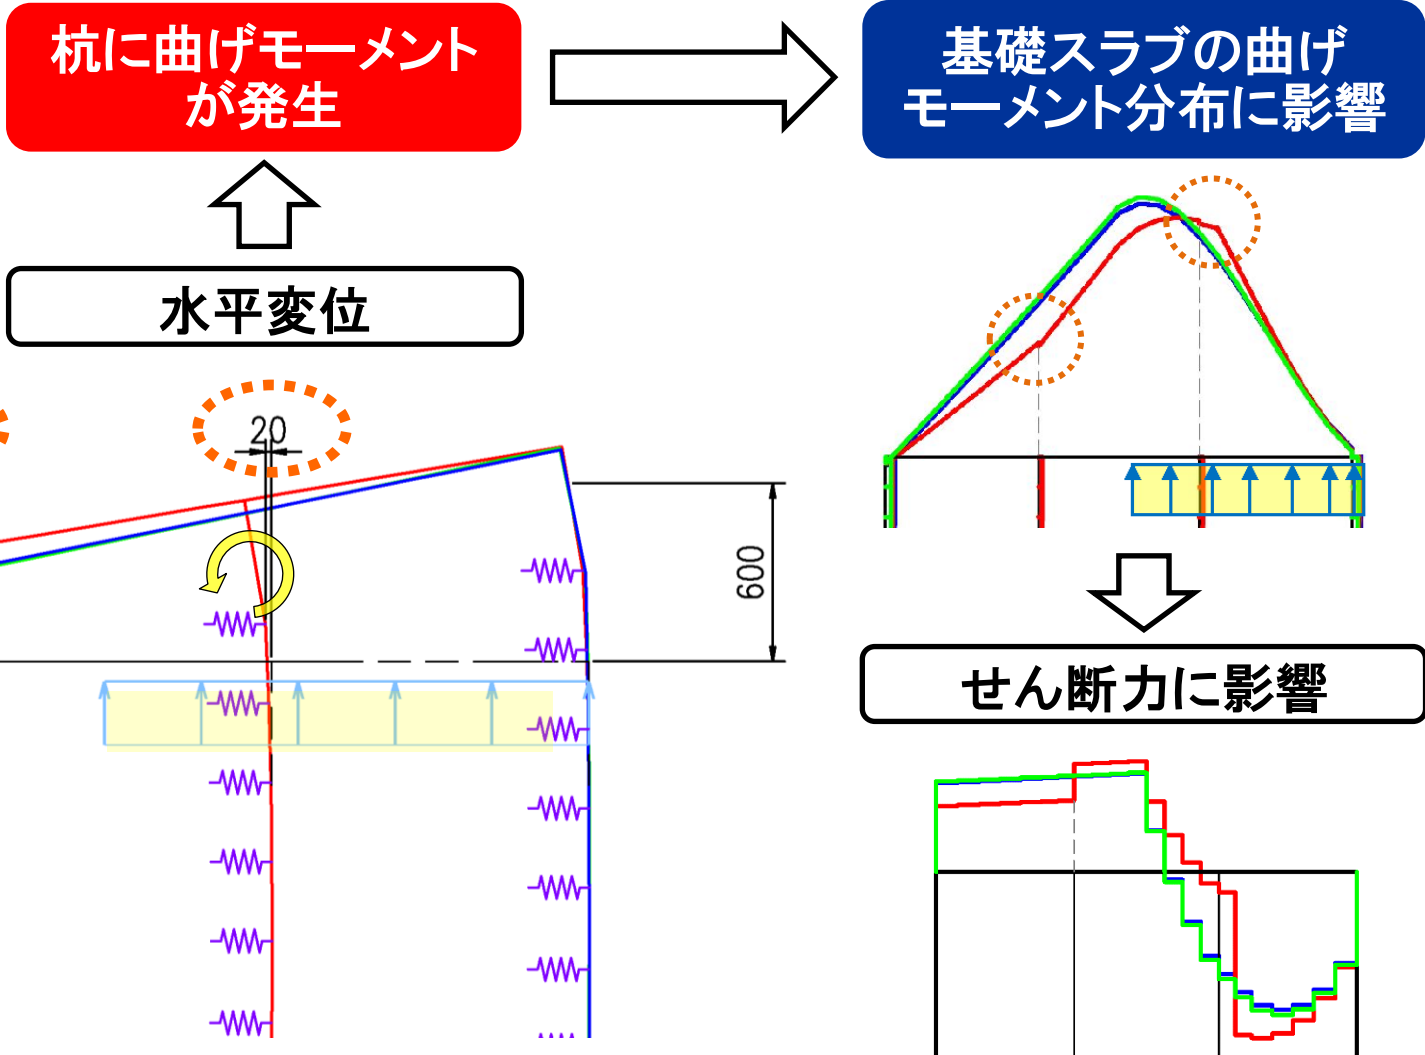 杭に曲げモーメント
が発生
基礎スラブの曲げ
モーメント分布に影響
水平変位
20
600
せん断力に影響